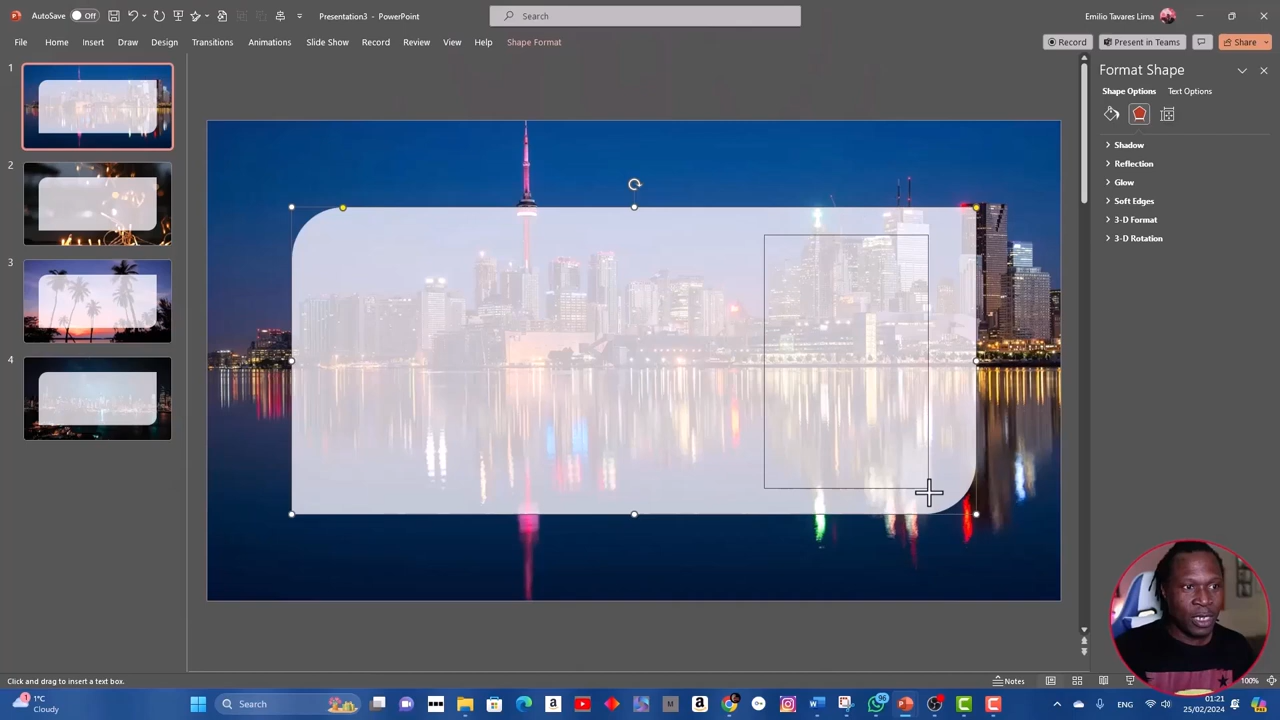 AutoSave Off
Presentation3 - PowerPoint
Search
Emilio Tavares Lima
File Home Insert Draw Design Transitions Animations Slide Show Record Review View Help Shape Format
Record
Present in Teams
Share
1
2
3
4
Format Shape
Shape Options Text Options
Shadow
Reflection
Glow
Soft Edges
3-D Format
3-D Rotation
Click and drag to insert a text box.
Notes
100%
1
1°C
Cloudy
Search
96
ENG
01:21
25/02/2024